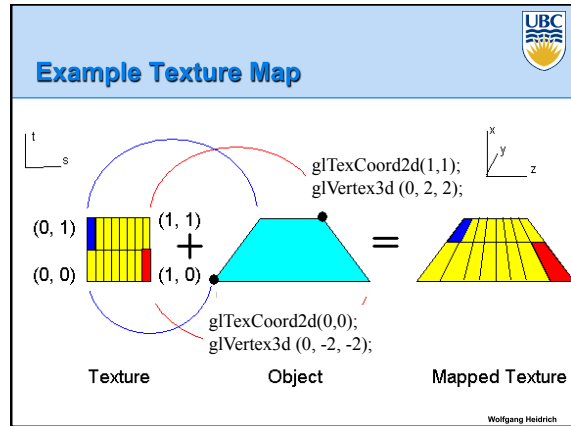 UBC
Example Texture Map
t
s
glTexCoord2d(1,1);
glVertex3d (0, 2, 2);
x
y
z
(0, 1)
(1, 1)
+
=
(0, 0)
(1, 0)
glTexCoord2d(0,0);
glVertex3d (0, -2, -2);
Texture
Object
Mapped Texture
Wolfgang Heidrich